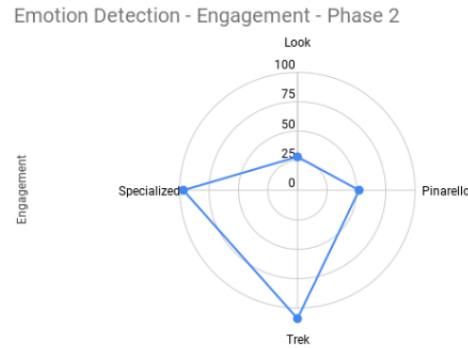 Emotion Detection - Engagement - Phase 2
Look
100
75
50
25
0
Engagement
Specialized
Pinarello
Trek